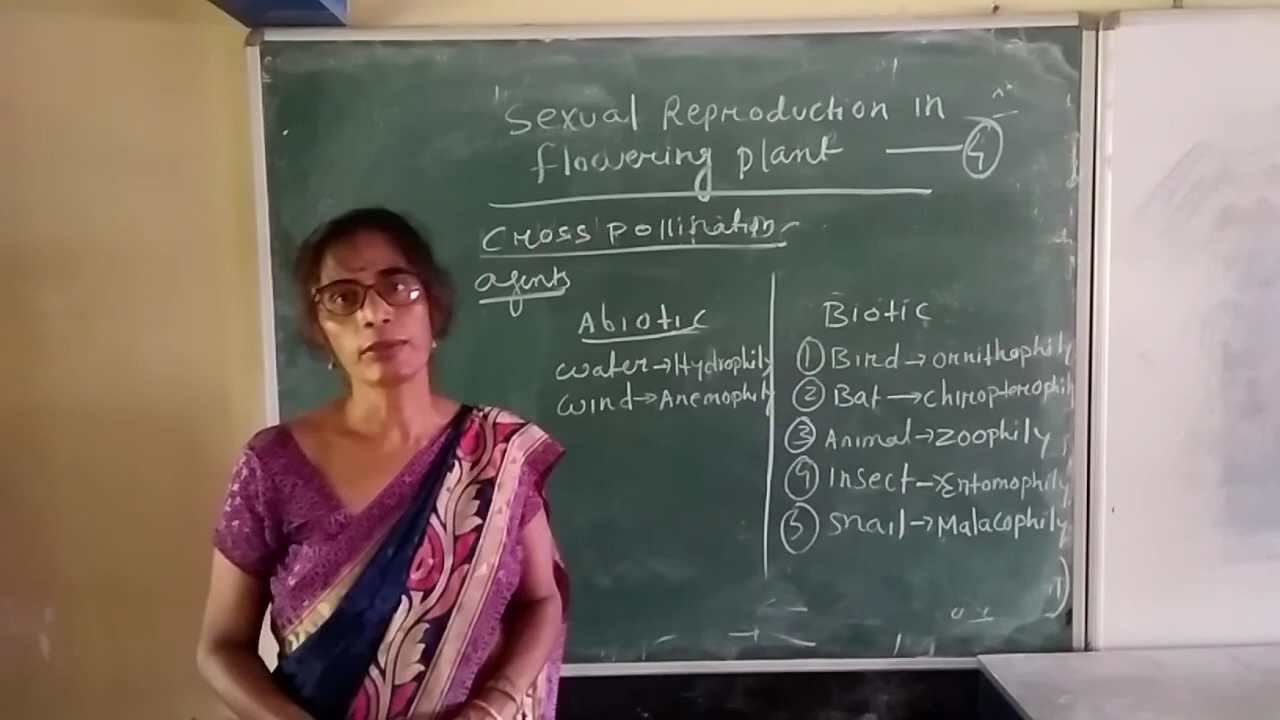 Sexual Reproduction in
flowering plant — 4
Cross pollination
agents
Abiotic
water→Hydrophily
wind→Anemophily
Biotic
① Bird→ornithophily
② Bat→chiropterophily
③ Animal→Zoophily
④ Insect→Entomophily
⑤ Snail→Malacophily